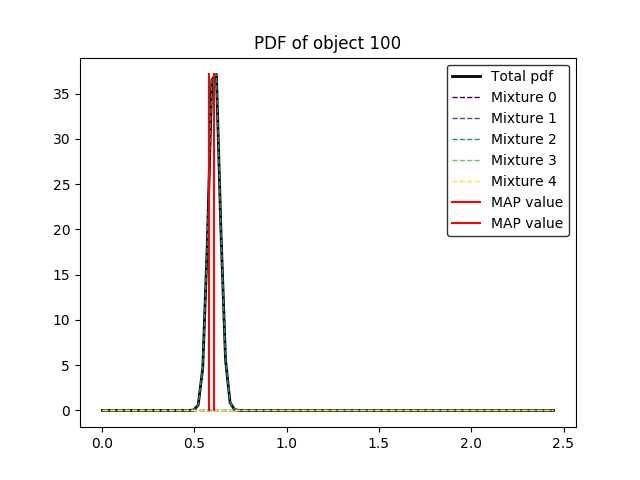 PDF of object 100
Total pdf
Mixture 0
Mixture 1
Mixture 2
Mixture 3
Mixture 4
MAP value
MAP value
35
30
25
20
15
10
5
0
0.0 0.5 1.0 1.5 2.0 2.5